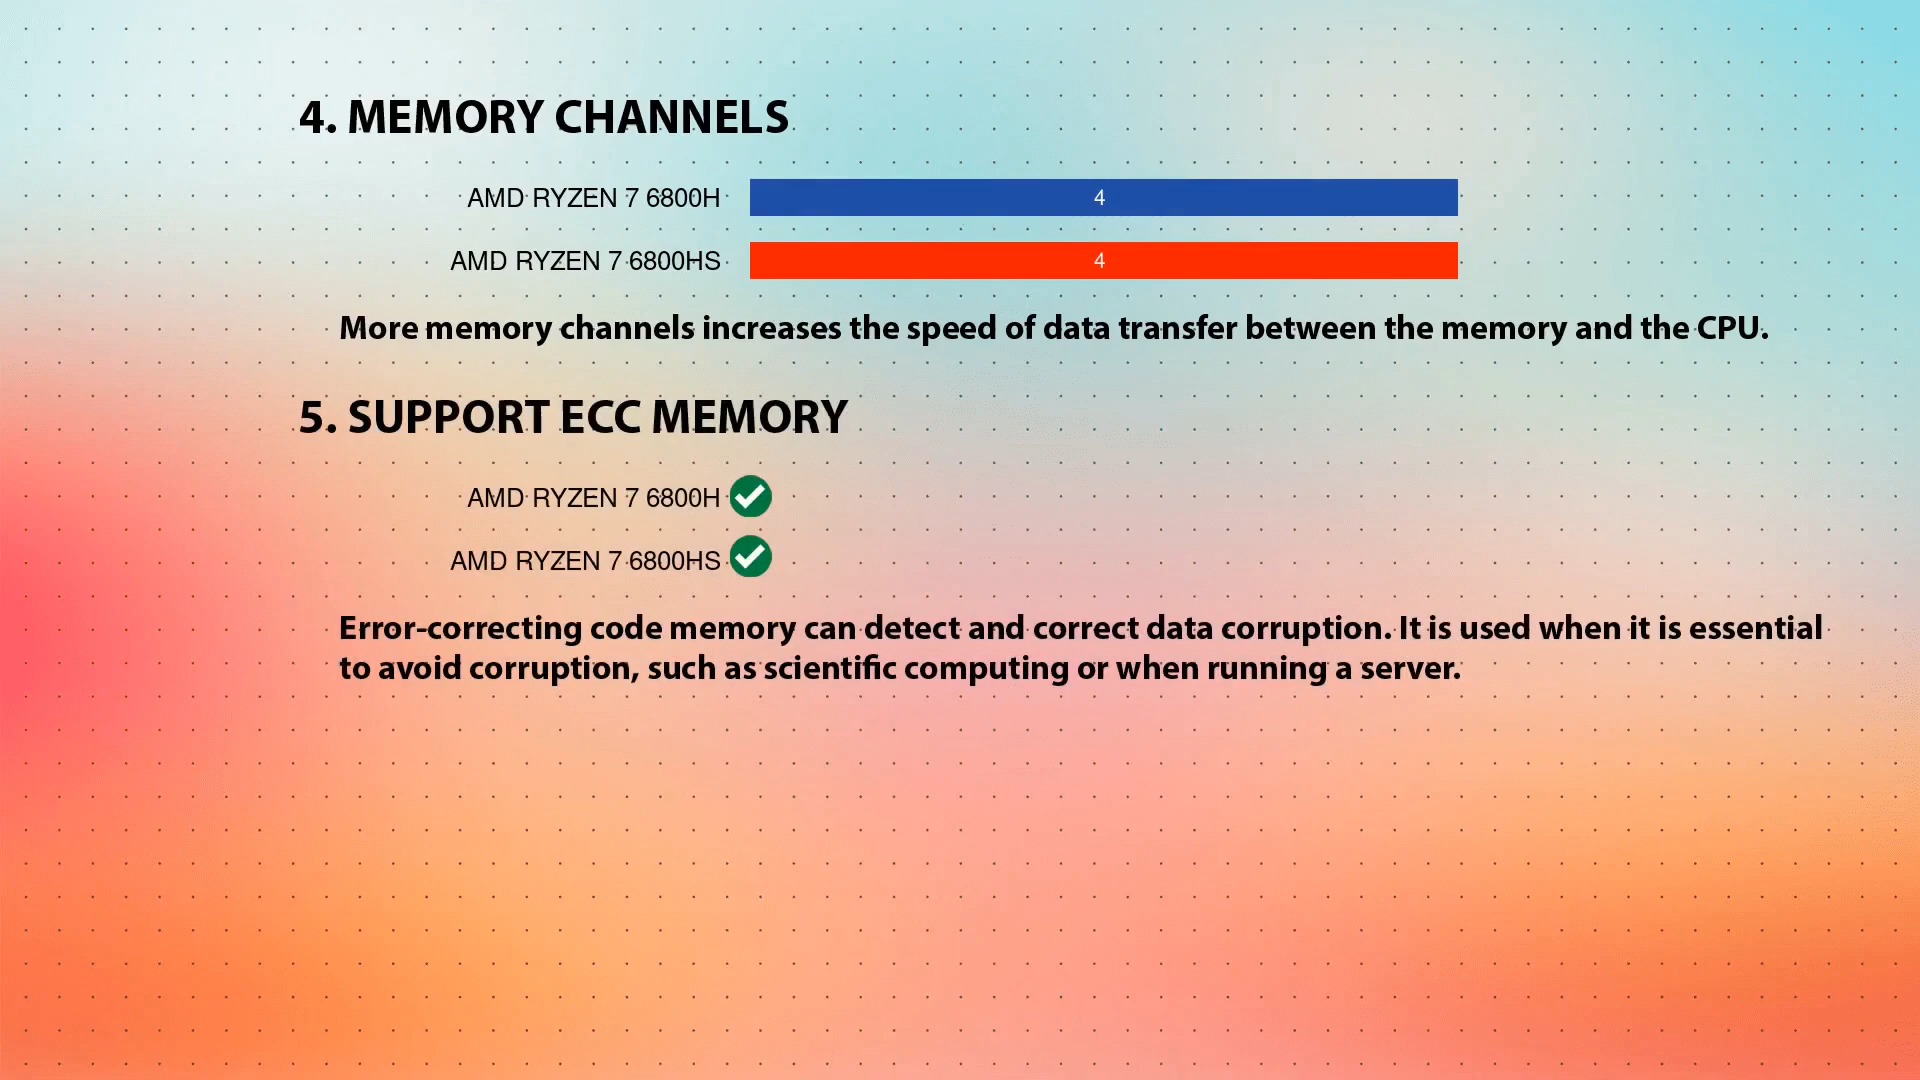 4. MEMORY CHANNELS
AMD RYZEN 7 6800H 4
AMD RYZEN 7 6800HS 4
More memory channels increases the speed of data transfer between the memory and the CPU.
5. SUPPORT ECC MEMORY
AMD RYZEN 7 6800H
AMD RYZEN 7 6800HS
Error-correcting code memory can detect and correct data corruption. It is used when it is essential
to avoid corruption, such as scientific computing or when running a server.